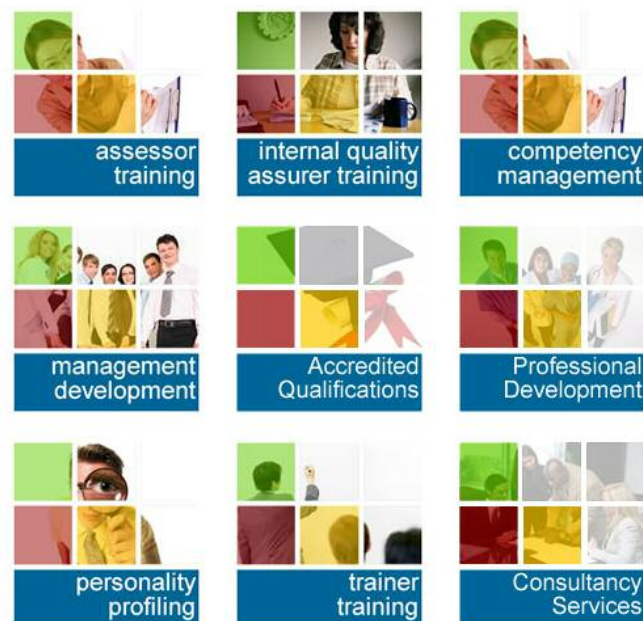 assessor
training
internal quality
assurer training
competency
management
management
development
Accredited
Qualifications
Professional
Development
personality
profiling
trainer
training
Consultancy
Services